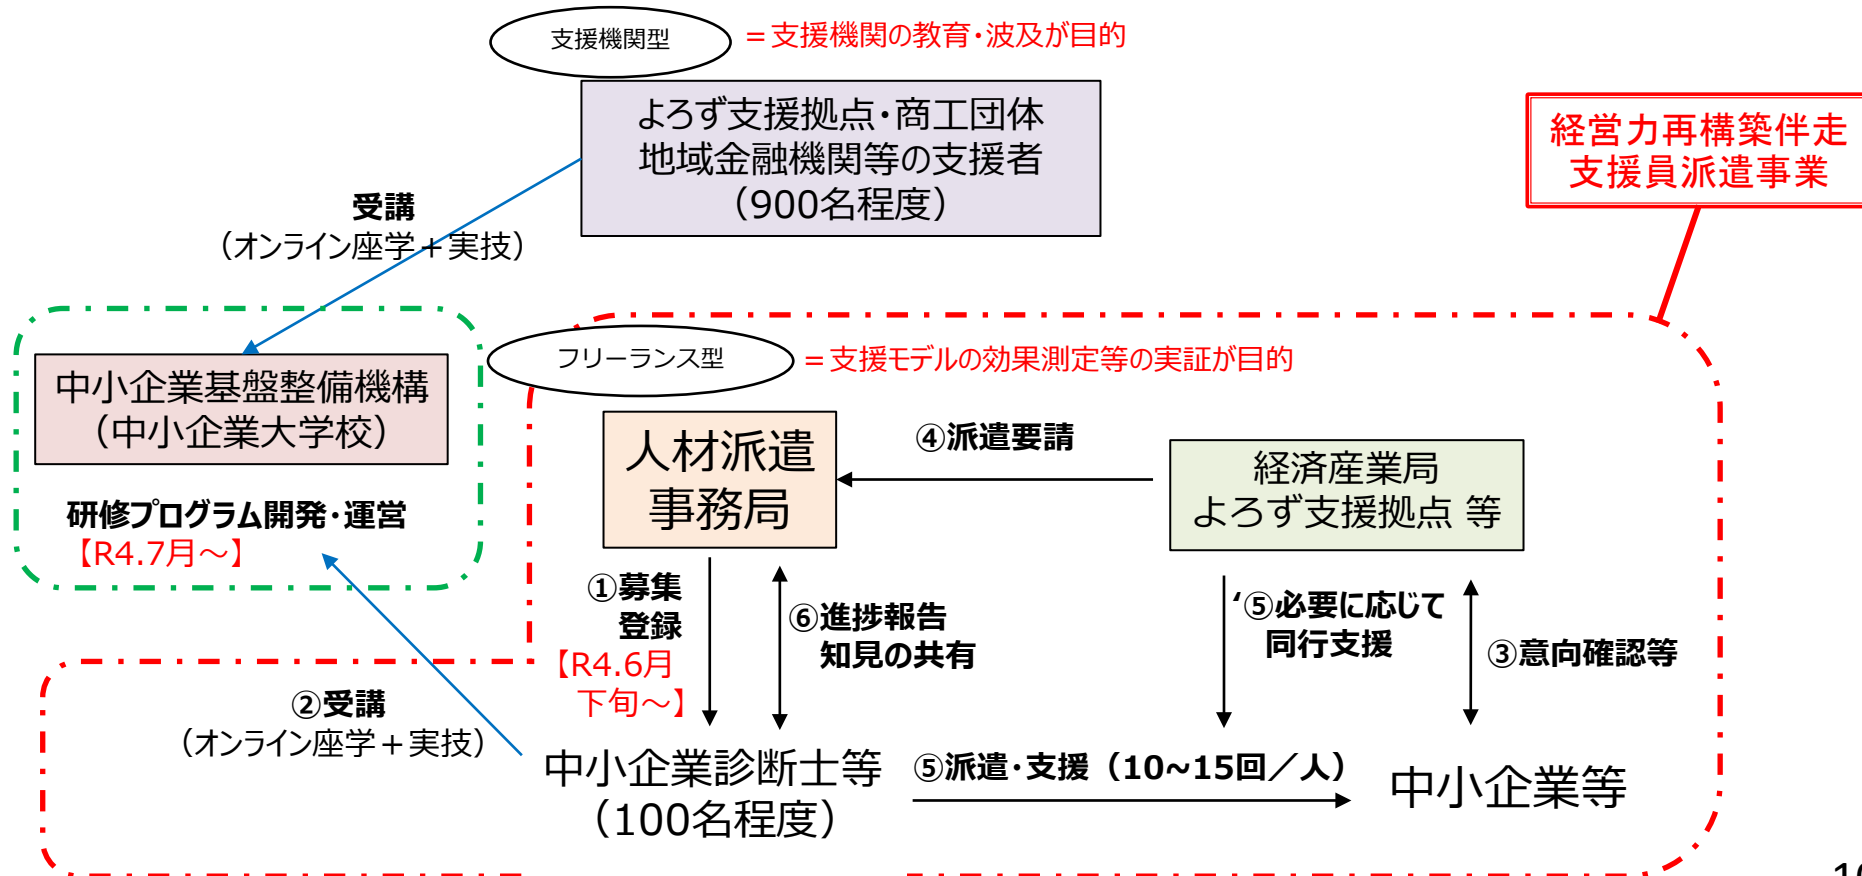 支援機関型
＝支援機関の教育・波及が目的
よろず支援拠点・商工団体
地域金融機関等の支援者
（900名程度）
経営力再構築伴走
支援員派遣事業
受講
（オンライン座学＋実技）
中小企業基盤整備機構
（中小企業大学校）
研修プログラム開発・運営
【R4.7月～】
フリーランス型
＝支援モデルの効果測定等の実証が目的
人材派遣
事務局
④派遣要請
経済産業局
よろず支援拠点 等
①募集
登録
【R4.6月
下旬～】
⑥進捗報告
知見の共有
‘⑤必要に応じて
同行支援
③意向確認等
②受講
（オンライン座学＋実技）
中小企業診断士等
（100名程度）
⑤派遣・支援（10~15回／人）
中小企業等